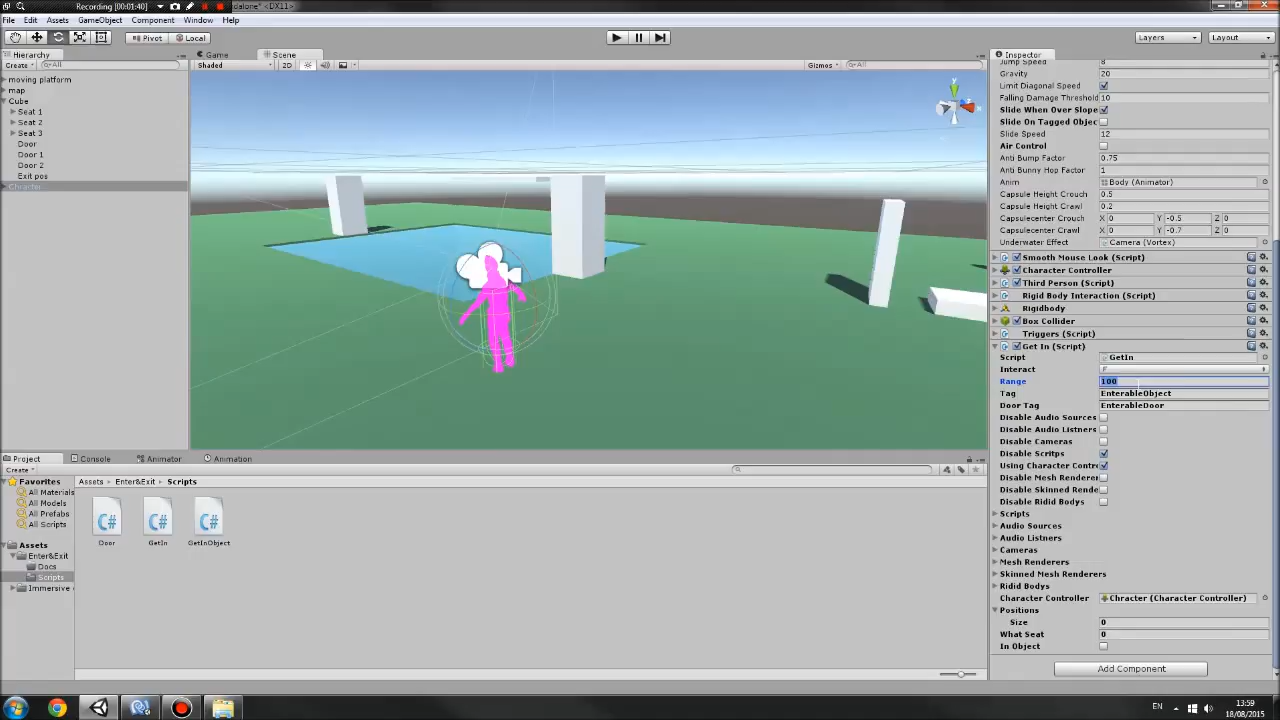 Recording [00:01:40]
dalone* <DX11>
File Edit Assets GameObject Component Window Help
Pivot Local
Layers Layout
Hierarchy
Create All
moving platform
map
Cube
Seat 1
Seat 2
Seat 3
Door
Door 1
Door 2
Exit pos
Chracter
Game Scene
Shaded 2D Gizmos All
y
Inspector
Jump Speed 8
Gravity 20
Limit Diagonal Speed
Falling Damage Threshold 10
Slide When Over Slope
Slide On Tagged Objec
Slide Speed 12
Air Control
Anti Bump Factor 0.75
Anti Bunny Hop Factor 1
Anim Body (Animator)
Capsule Height Crouch 0.5
Capsule Height Crawl 0.2
Capsulecenter Crouch X 0 Y -0.5 Z 0
Capsulecenter Crawl X 0 Y -0.7 Z 0
Underwater Effect Camera (Vortex)
Smooth Mouse Look (Script)
Character Controller
Third Person (Script)
Rigid Body Interaction (Script)
Rigidbody
Box Collider
Triggers (Script)
Get In (Script)
Script GetIn
Interact F
Range 100
Tag EnterableObject
Door Tag EnterableDoor
Disable Audio Sources
Disable Audio Listners
Disable Cameras
Disable Scritps
Using Character Contro
Disable Mesh Renderer
Disable Skinned Rende
Disable Ridid Bodys
Scripts
Audio Sources
Audio Listners
Cameras
Mesh Renderers
Skinned Mesh Renderers
Ridid Bodys
Character Controller Chracter (Character Controller)
Positions
Size 0
What Seat 0
In Object
Add Component
Project Console Animator Animation
Create
Favorites
All Materials
All Models
All Prefabs
All Scripts
Assets
Enter&Exit
Docs
Scripts
Immersive
Assets Enter&Exit Scripts
C# C# C#
Door GetIn GetInObject
EN
13:59
18/08/2015